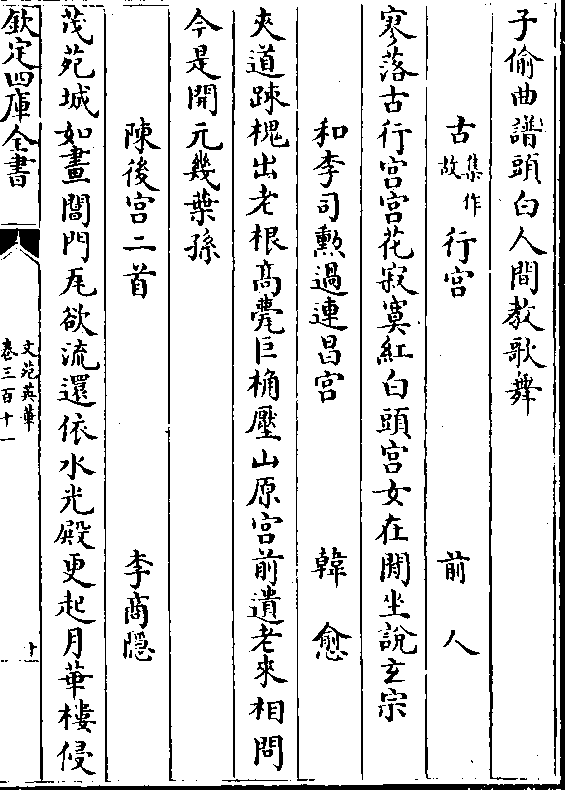 子偷曲譜頭白人間教歌舞
古集作故行宫　前人
寥落古行宫宫花寂寞紅白頭宫女在閒坐說玄宗
和李司勲過連昌宫　韓愈
夾道踈槐出老根髙甍巨桷壓山原宫前遺老來相問
今是開元幾葉孫
陳後宫二首　李商隠
茂苑城如畫閶門瓦欲流還依水光殿更起月華樓侵
欽定四庫全書
文苑英華
卷三百十一
十